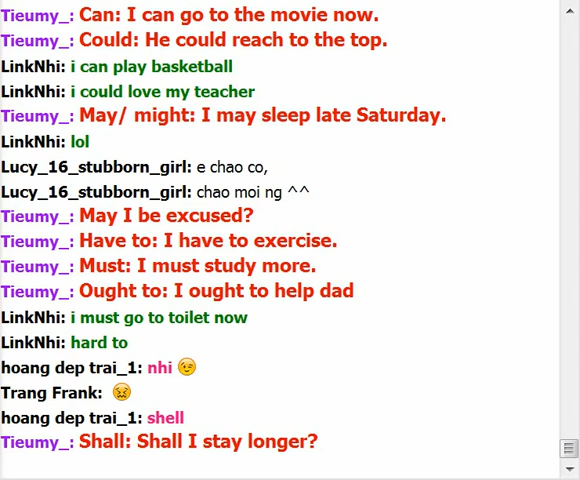 Tieumy_: Can: I can go to the movie now.
Tieumy_: Could: He could reach to the top.
LinkNhi: i can play basketball
LinkNhi: i could love my teacher
Tieumy_: May/ might: I may sleep late Saturday.
LinkNhi: lol
Lucy_16_stubborn_girl: e chao co,
Lucy_16_stubborn_girl: chao moi ng ^^
Tieumy_: May I be excused?
Tieumy_: Have to: I have to exercise.
Tieumy_: Must: I must study more.
Tieumy_: Ought to: I ought to help dad
LinkNhi: i must go to toilet now
LinkNhi: hard to
hoang dep trai_1: nhi
Trang Frank:
hoang dep trai_1: shell
Tieumy_: Shall: Shall I stay longer?